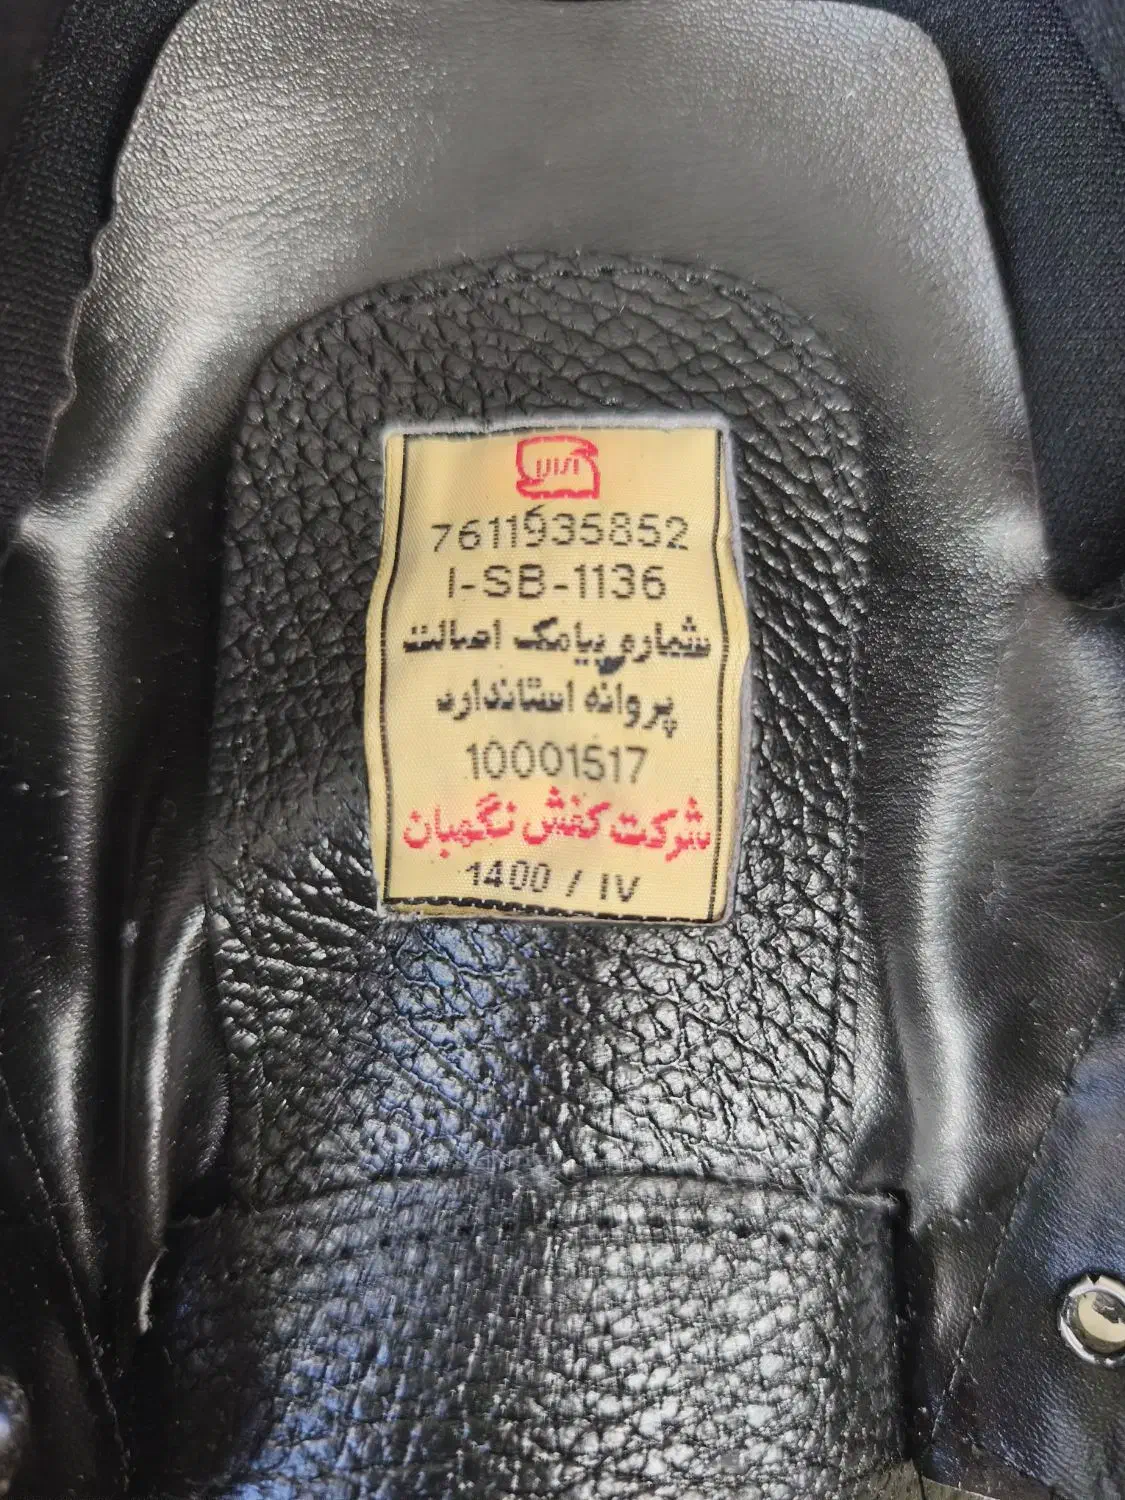 ایران
7611935852
I-SB-1136
شماره پیامک اصالت
پروانه استاندارد
10001517
شرکت کفش نگهبان
1400 / IV